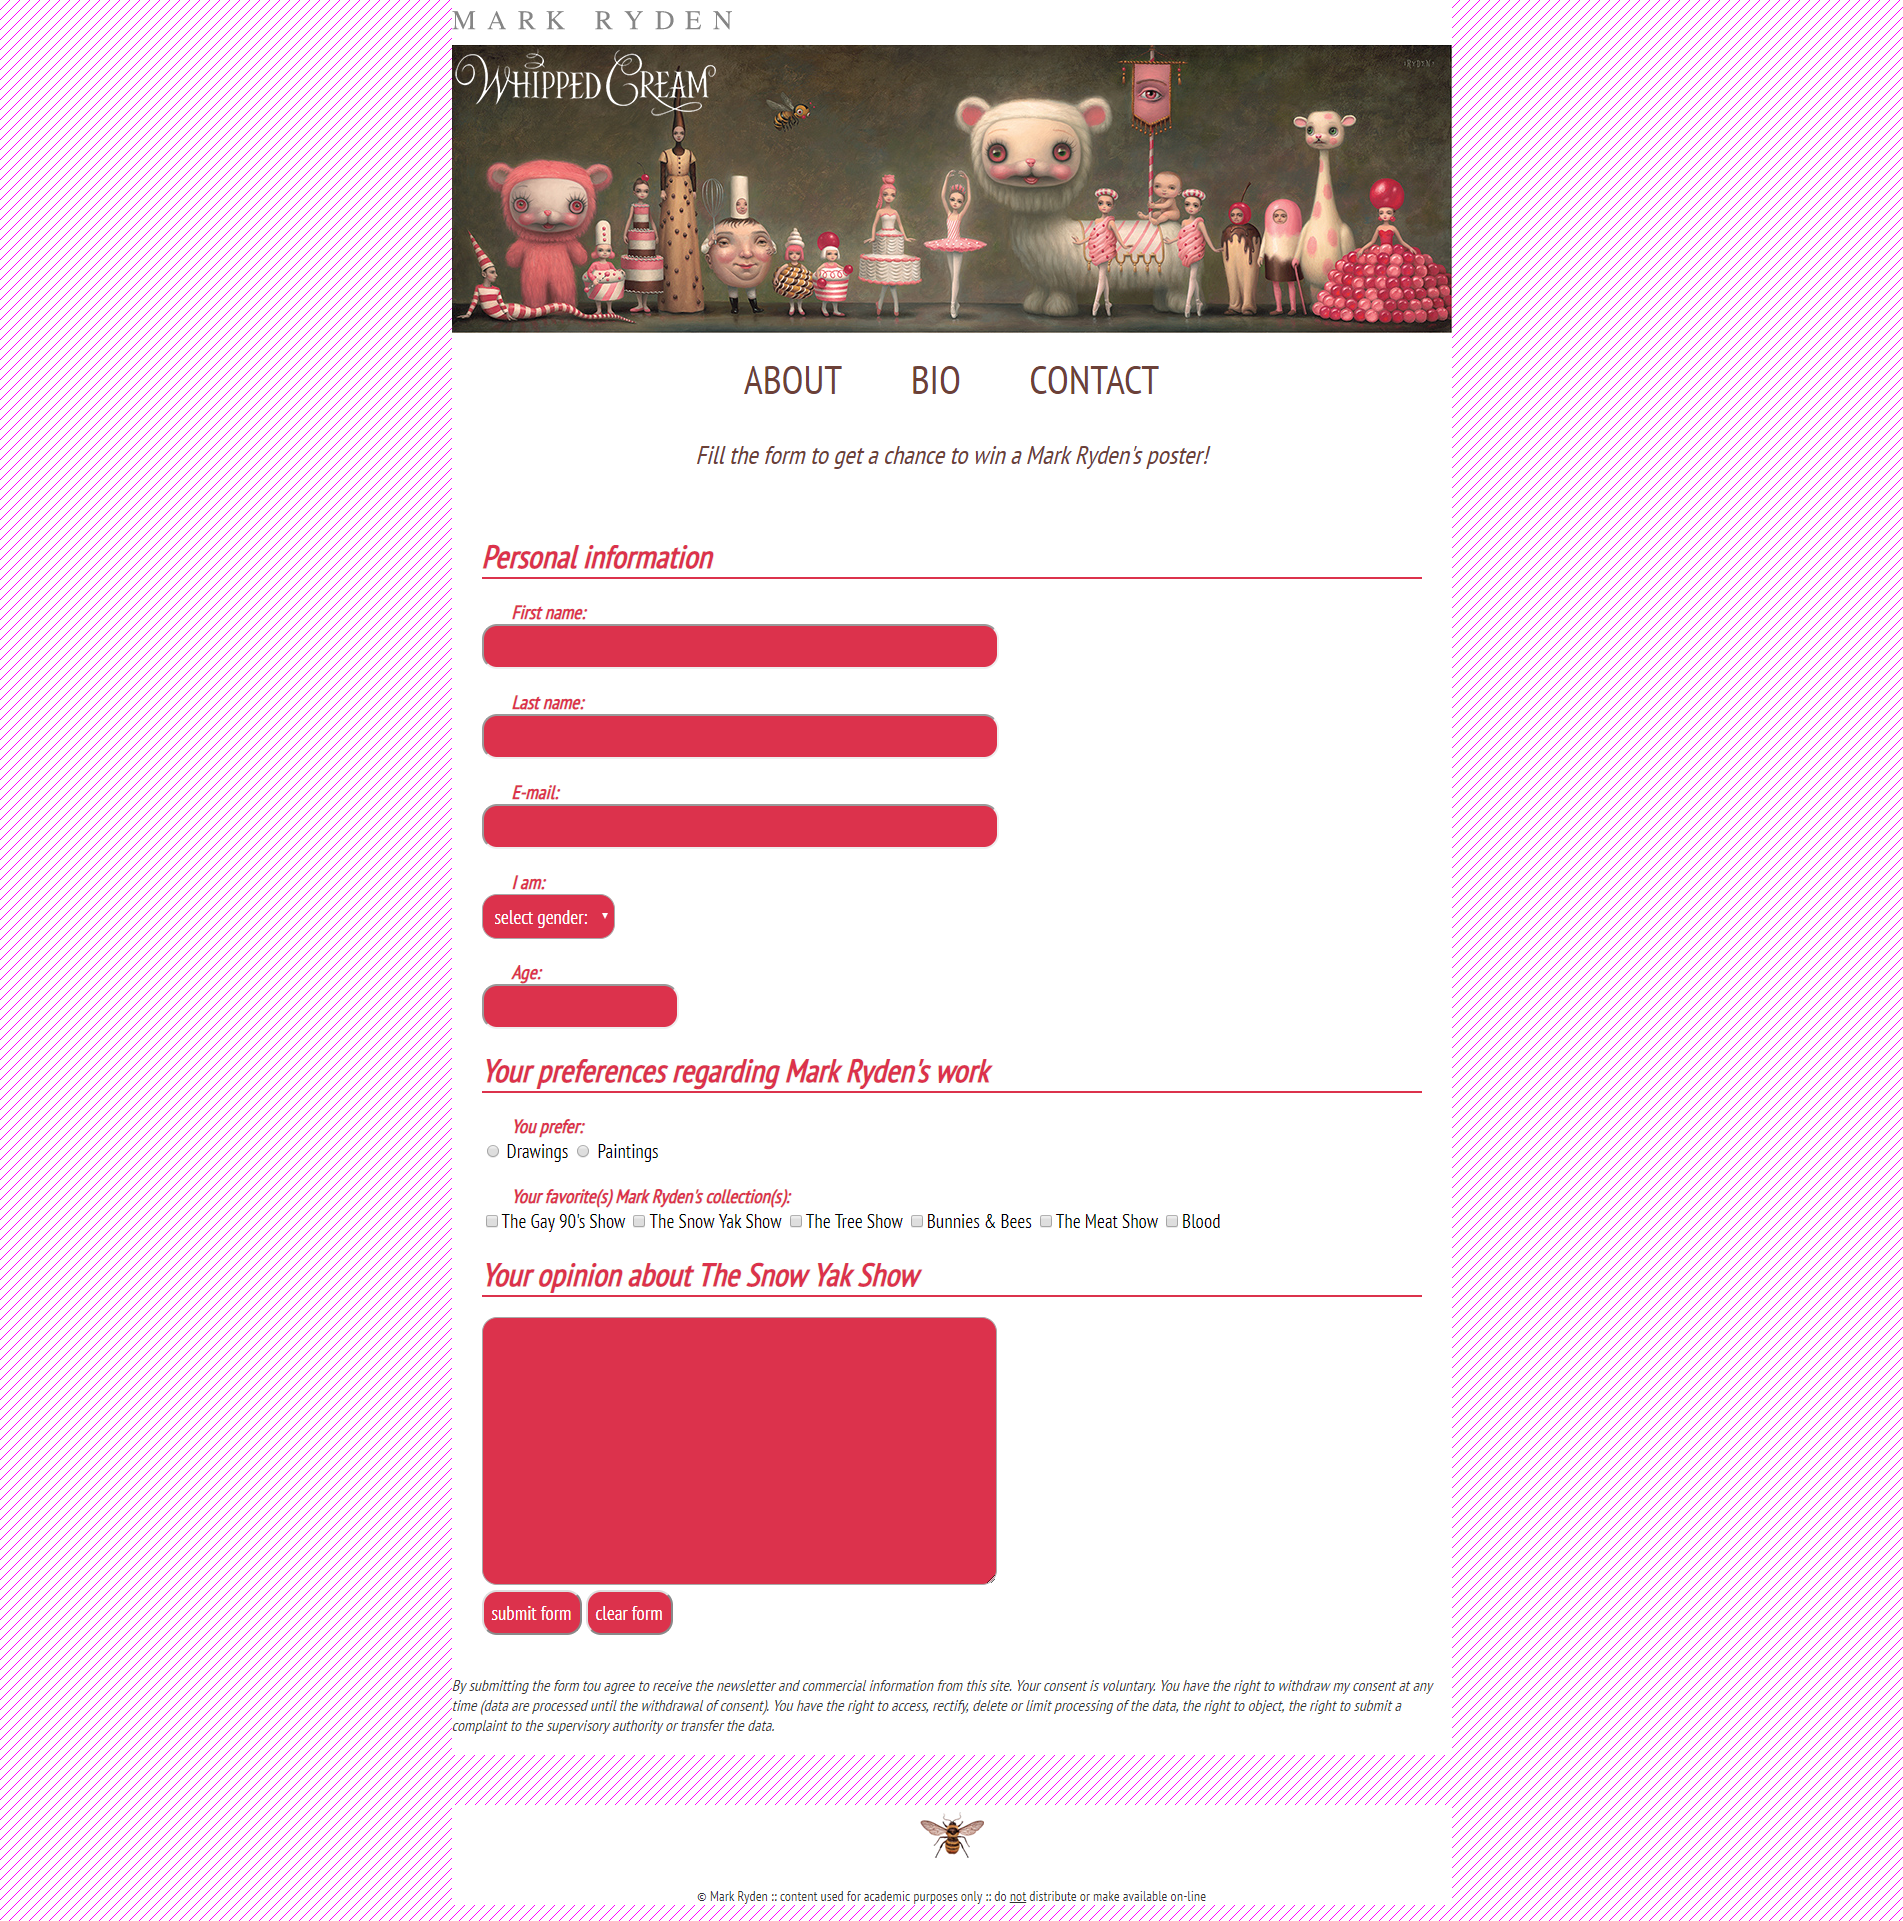 MARK RYDEN
WHIPPED CREAM
RYDEN
ABOUT BIO CONTACT
Fill the form to get a chance to win a Mark Ryden's poster!
Personal information
First name:
Last name:
E-mail:
I am:
select gender:
Age:
Your preferences regarding Mark Ryden's work
You prefer:
Drawings Paintings
Your favorite(s) Mark Ryden's collection(s):
The Gay 90's Show The Snow Yak Show The Tree Show Bunnies & Bees The Meat Show Blood
Your opinion about The Snow Yak Show
submit form clear form
By submitting the form tou agree to receive the newsletter and commercial information from this site. Your consent is voluntary. You have the right to withdraw my consent at any
time (data are processed until the withdrawal of consent). You have the right to access, rectify, delete or limit processing of the data, the right to object, the right to submit a
complaint to the supervisory authority or transfer the data.
© Mark Ryden :: content used for academic purposes only :: do not distribute or make available on-line